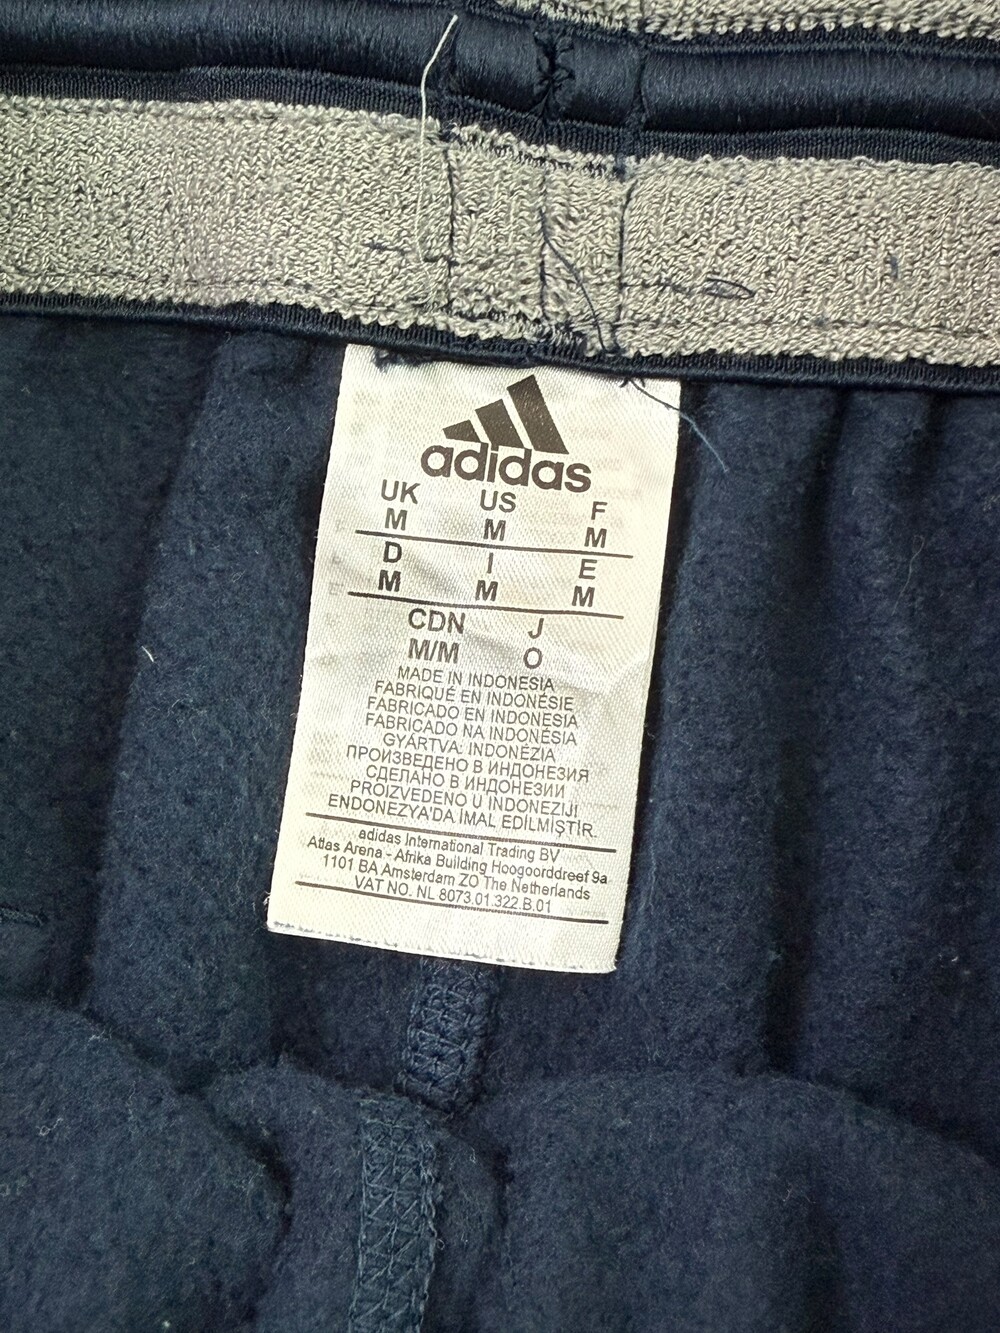 adidas
UK US F
M M M
D I E
M M M
CDN J
M/M O
MADE IN INDONESIA
FABRIQUÉ EN INDONÉSIE
FABRICADO EN INDONESIA
FABRICADO NA INDONÉSIA
GYÁRTVA: INDONÉZIA
ПРОИЗВЕДЕНО В ИНДОНЕЗИЯ
СДЕЛАНО В ИНДОНЕЗИИ
PROIZVEDENO U INDONEZIJI
ENDONEZYA'DA İMAL EDİLMİŞTİR
adidas International Trading BV
Atlas Arena - Afrika Building Hoogoorddreef 9a
1101 BA Amsterdam ZO The Netherlands
VAT NO. NL 8073.01.322.B.01